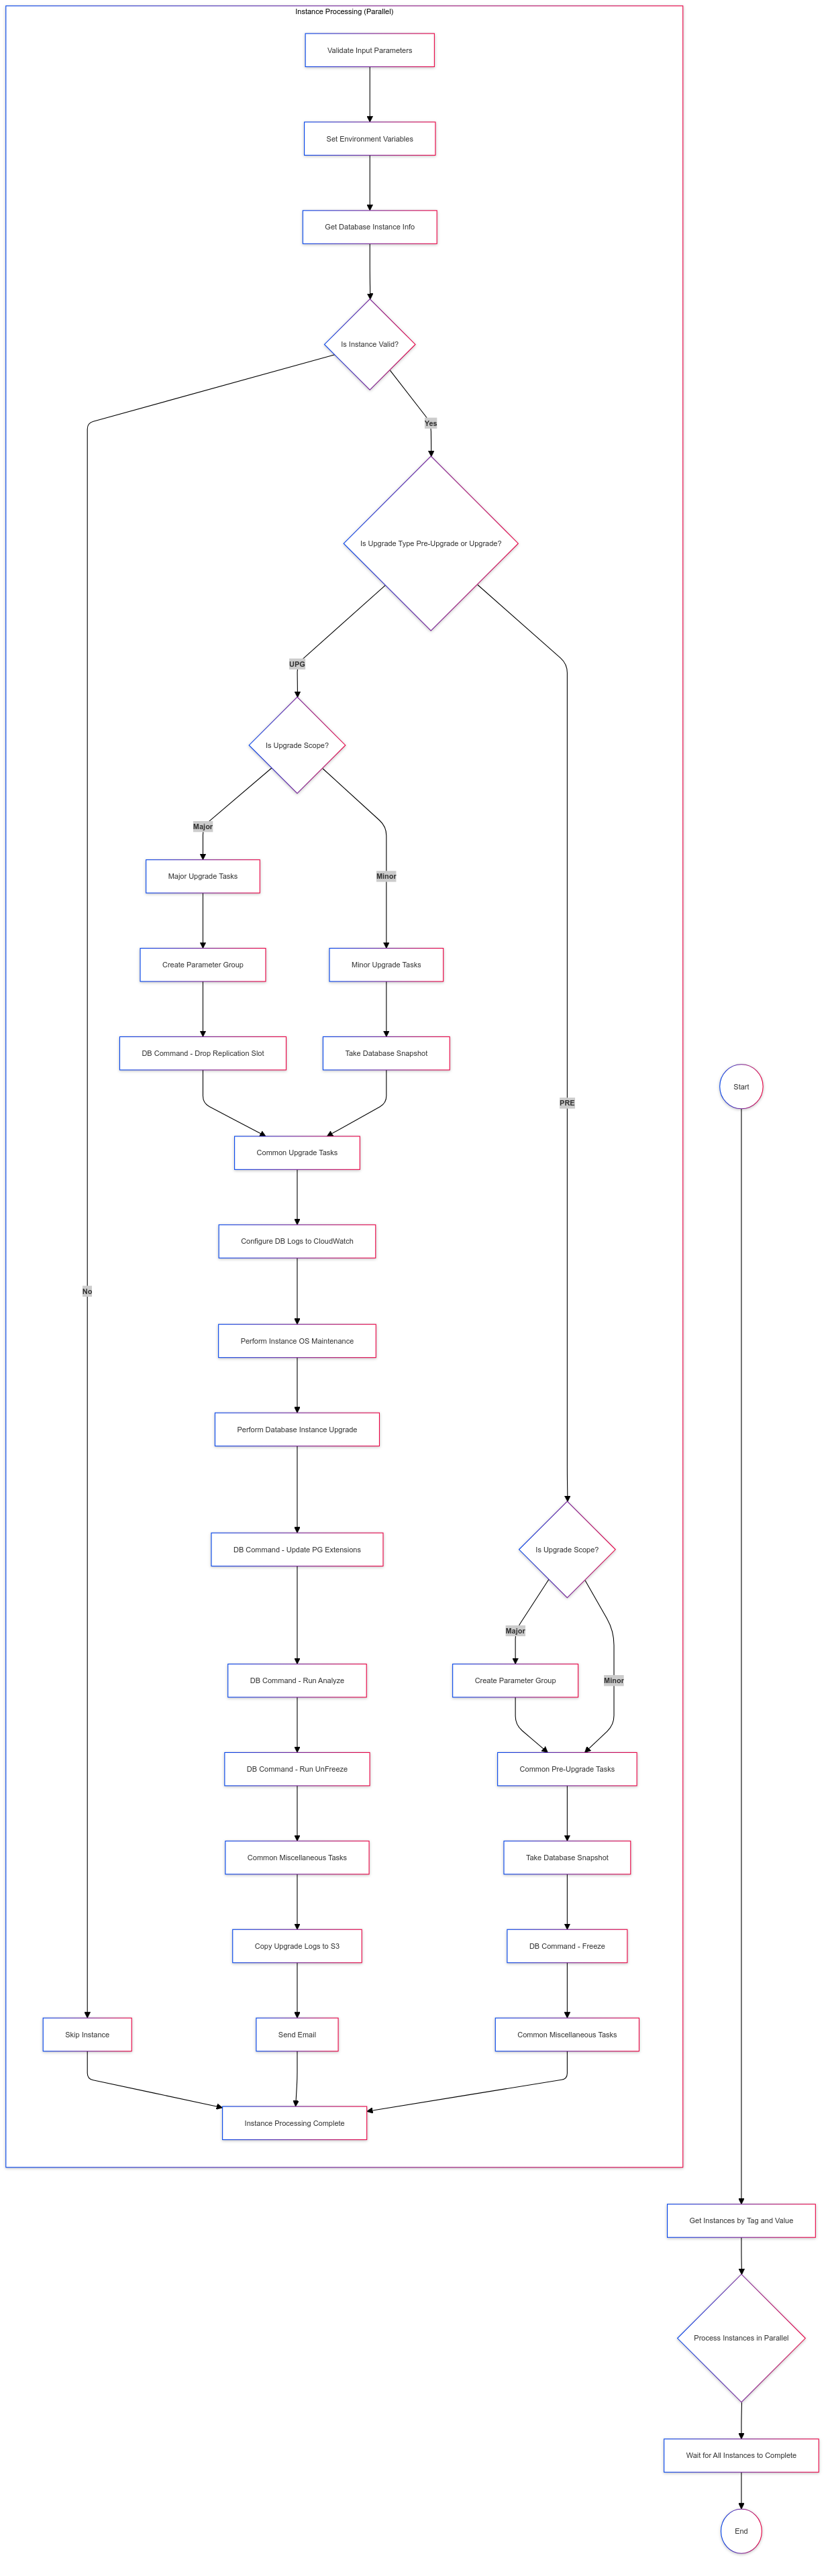 Instance Processing (Parallel)
Validate Input Parameters
Set Environment Variables
Get Database Instance Info
Is Instance Valid?
Yes
Is Upgrade Type Pre-Upgrade or Upgrade?
UPG
Is Upgrade Scope?
Major
Major Upgrade Tasks
Minor
Create Parameter Group
Minor Upgrade Tasks
DB Command - Drop Replication Slot
Take Database Snapshot
Start
PRE
Common Upgrade Tasks
Configure DB Logs to CloudWatch
No
Perform Instance OS Maintenance
Perform Database Instance Upgrade
DB Command - Update PG Extensions
Is Upgrade Scope?
Major
DB Command - Run Analyze
Create Parameter Group
Minor
DB Command - Run UnFreeze
Common Pre-Upgrade Tasks
Common Miscellaneous Tasks
Take Database Snapshot
Copy Upgrade Logs to S3
DB Command - Freeze
Skip Instance
Send Email
Common Miscellaneous Tasks
Instance Processing Complete
Get Instances by Tag and Value
Process Instances in Parallel
Wait for All Instances to Complete
End